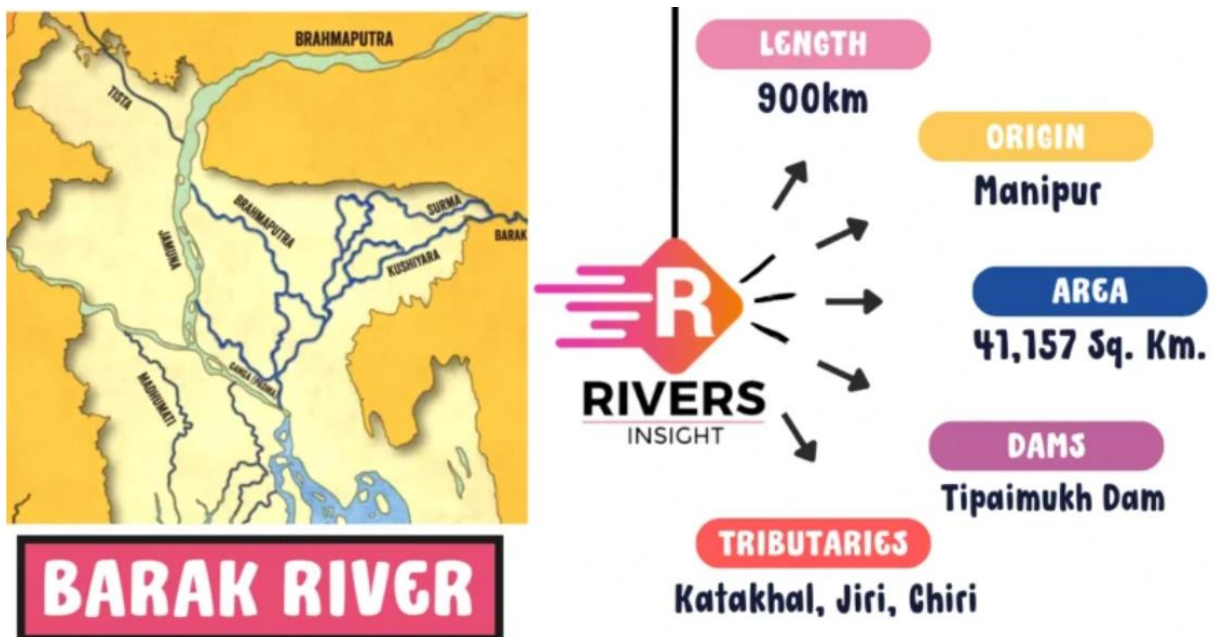 BRAHMAPUTRA
TISTA
BRAHMAPUTRA
SURMA
BARAK
JAMUNA
KUSHIYARA
GANGA (PADMA)
MADHUMATI
BARAK RIVER
LENGTH
900km
ORIGIN
Manipur
AREA
41,157 Sq. Km.
DAMS
Tipaimukh Dam
TRIBUTARIES
Katakhal, Jiri, Chiri
R
RIVERS
INSIGHT